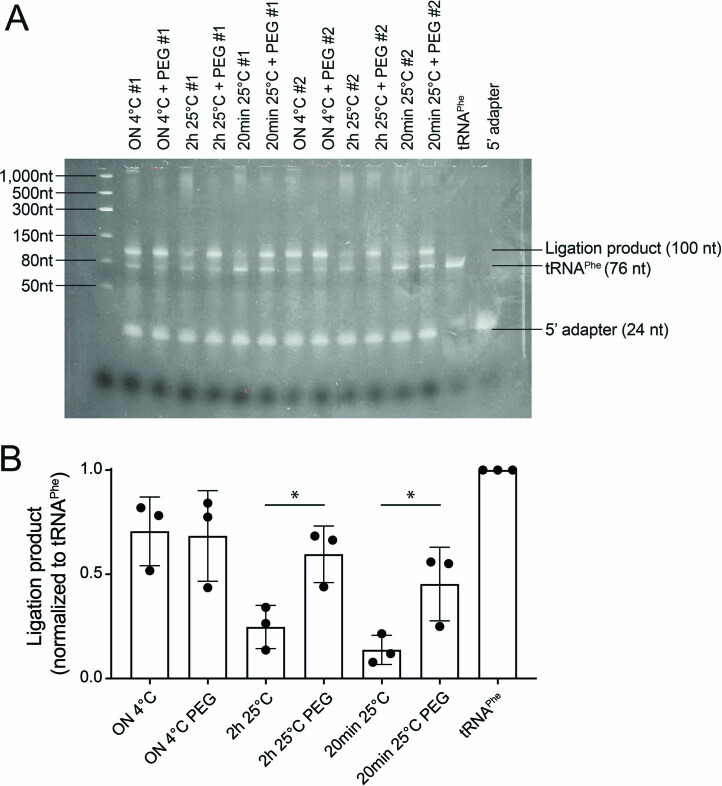 A
ON 4°C #1
ON 4°C + PEG #1
2h 25°C #1
2h 25°C + PEG #1
20min 25°C #1
20min 25°C + PEG #1
ON 4°C #2
ON 4°C + PEG #2
2h 25°C #2
2h 25°C + PEG #2
20min 25°C #2
20min 25°C + PEG #2
tRNAPhe
5' adapter
1,000nt
500nt
300nt
150nt
80nt
50nt
Ligation product (100 nt)
tRNAPhe (76 nt)
5' adapter (24 nt)
B
Ligation product
(normalized to tRNAPhe)
1.0
0.5
0.0
*
*
ON 4°C
ON 4°C PEG
2h 25°C
2h 25°C PEG
20min 25°C
20min 25°C PEG
tRNAPhe